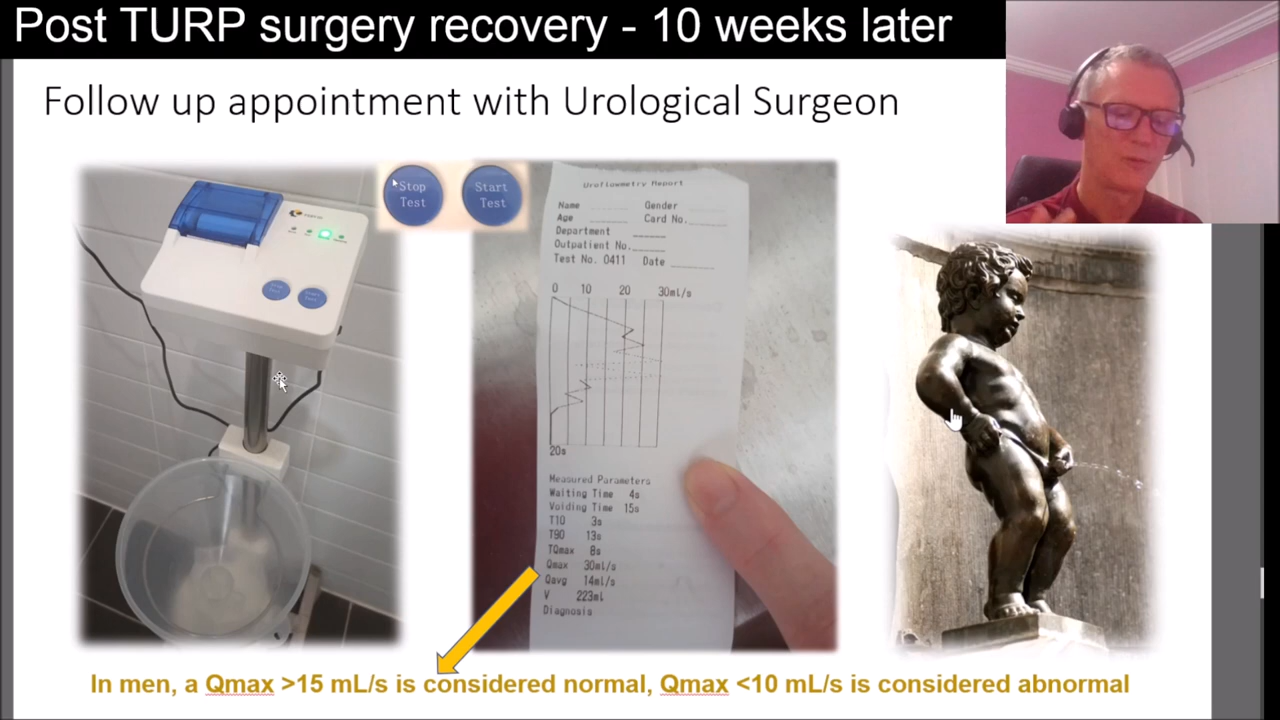 Post TURP surgery recovery - 10 weeks later
Follow up appointment with Urological Surgeon
Stop Test
Start Test
Uroflowmetry Report
Name Gender
Age Card No.
Department
Outpatient No.
Test No. 0411 Date
0 10 20 30ml/s
20s
Measured Parameters
Waiting Time 4s
Voiding Time 15s
T10 3s
T90 13s
TQmax 8s
Qmax 30ml/s
Qavg 14ml/s
V 223ml
Diagnosis
In men, a Qmax >15 mL/s is considered normal, Qmax <10 mL/s is considered abnormal